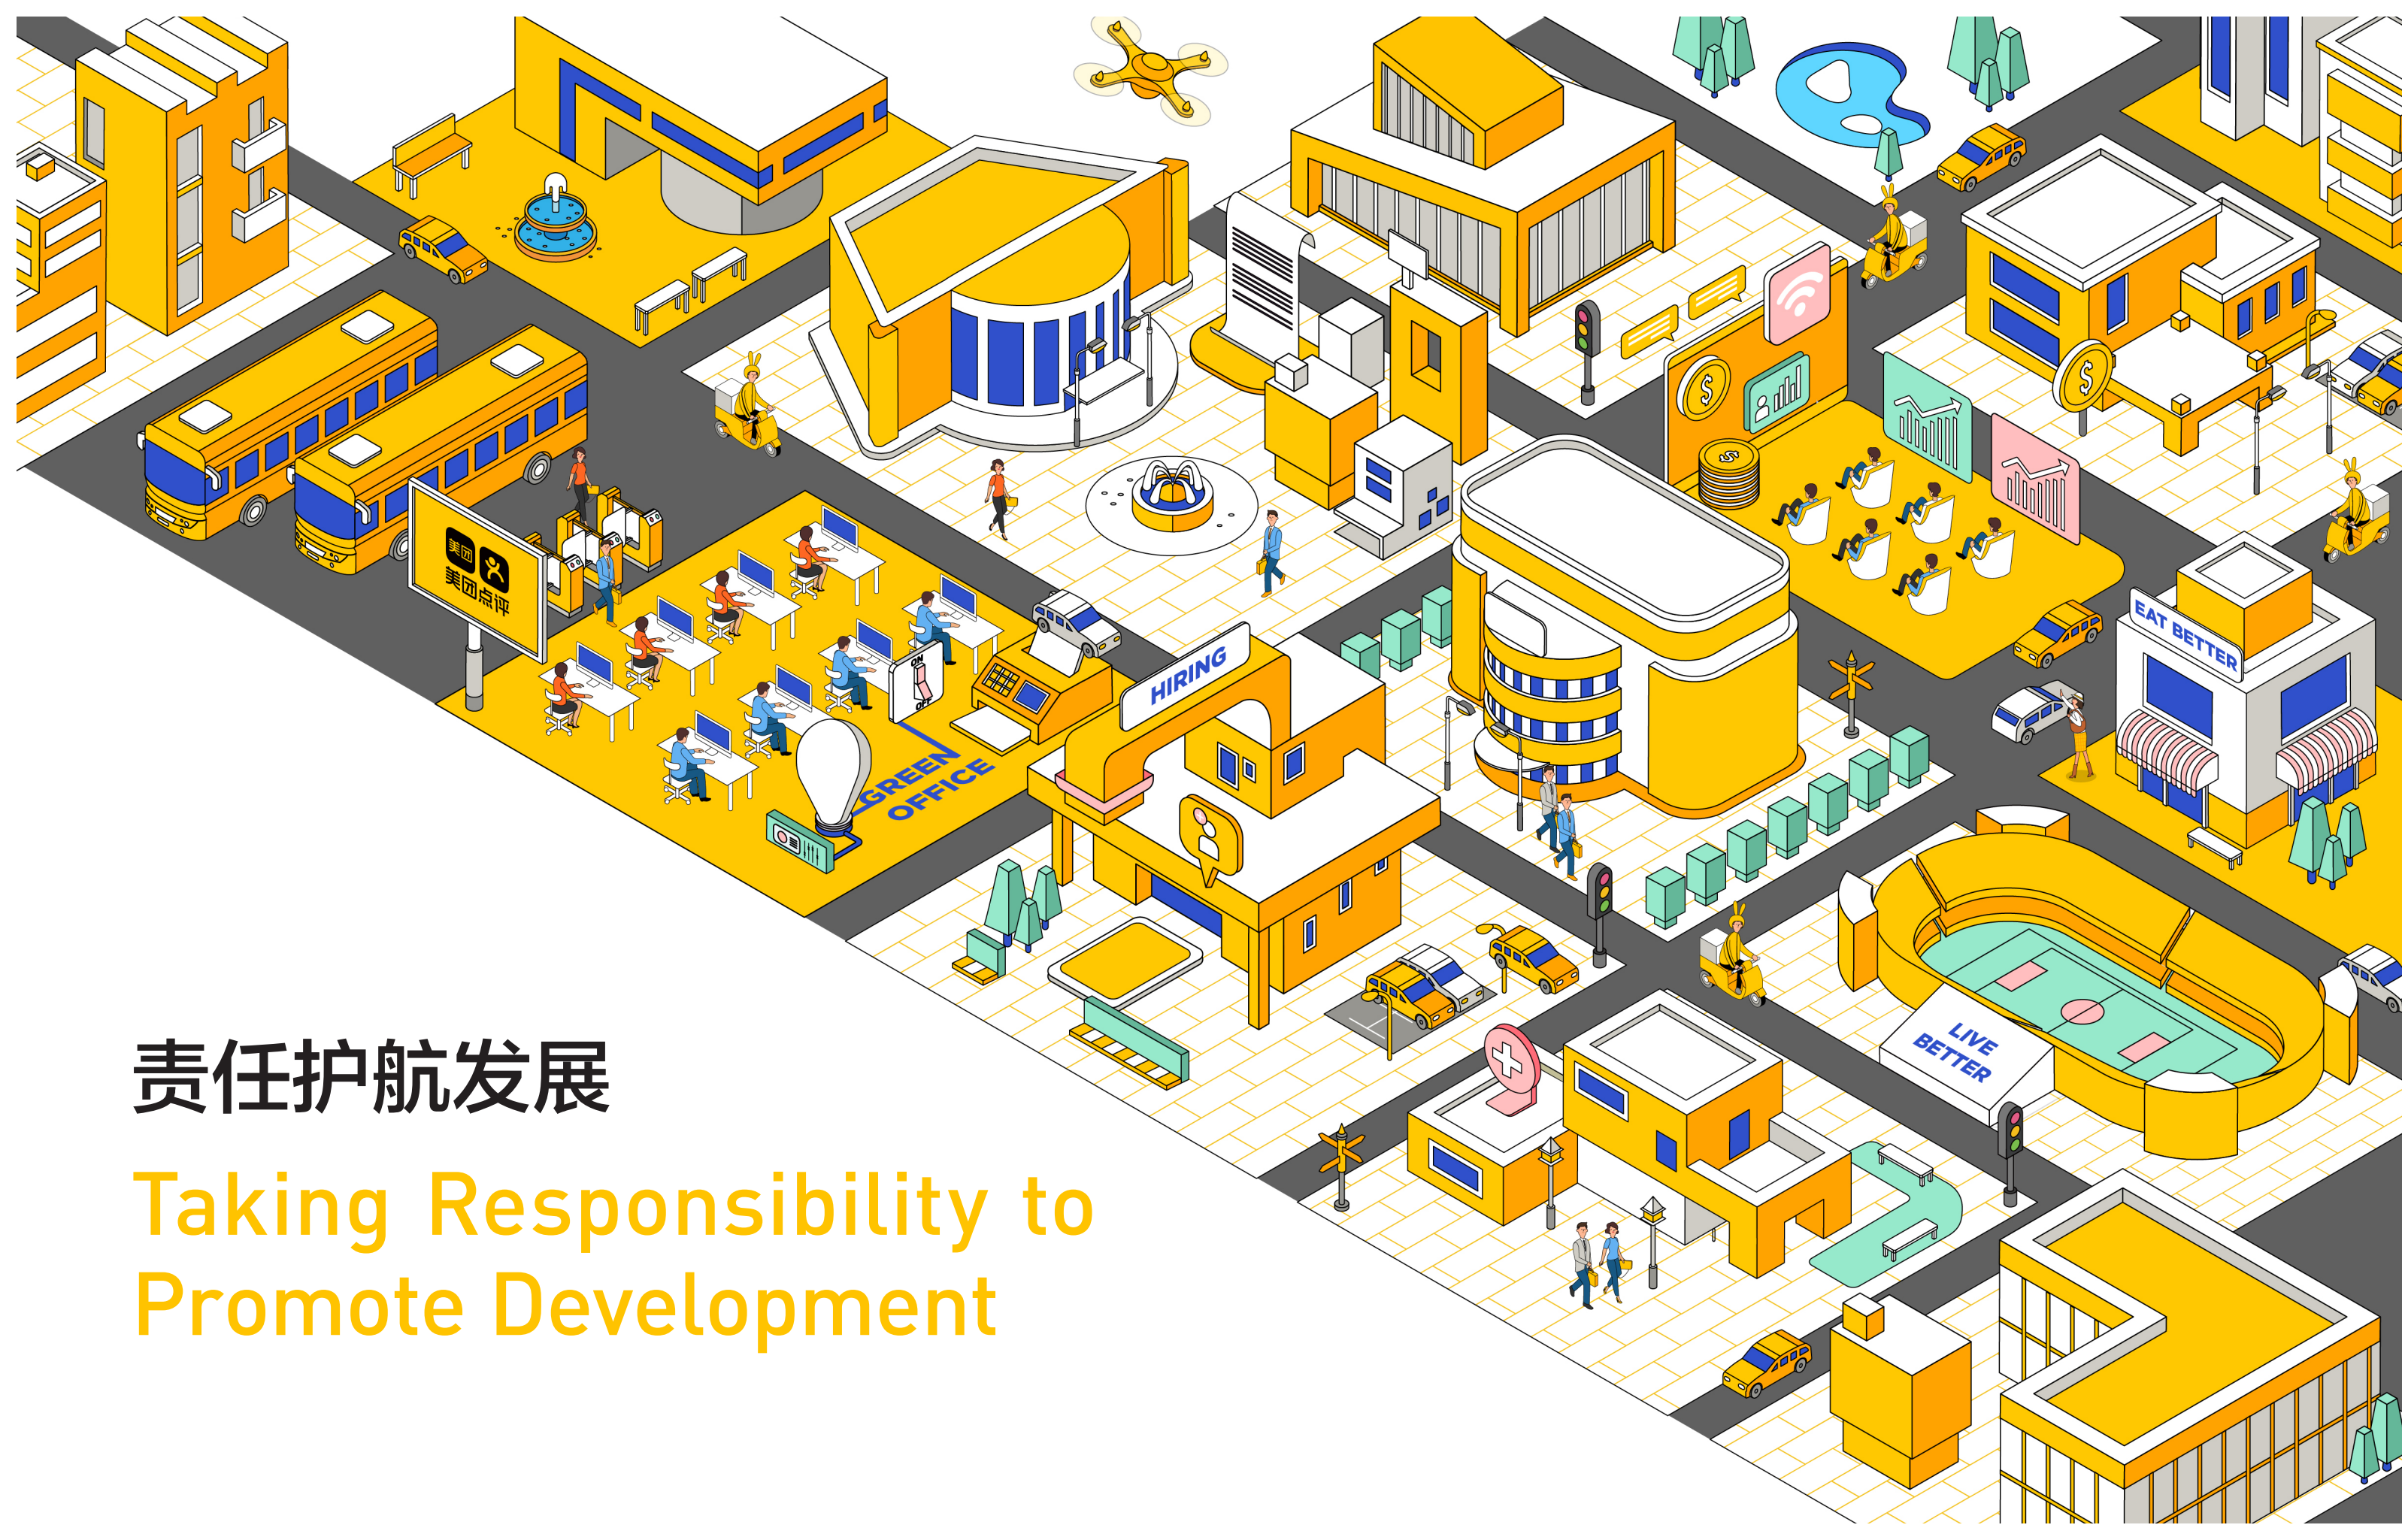 美团
美团点评
ON
OFF
GREEN
OFFICE
HIRING
EAT BETTER
LIVE
BETTER
$
$
$
责任护航发展
Taking Responsibility to
Promote Development